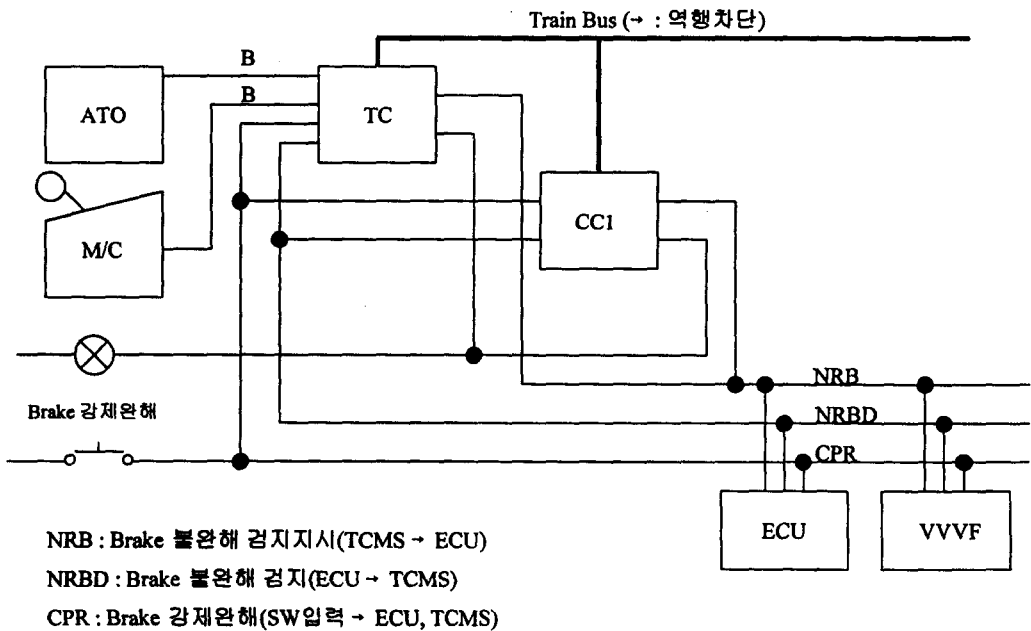 Train Bus (→ : 역행차단)
B
ATO
B
TC
M/C
CC1
NRB
Brake 강제완해
NRBD
CPR
ECU
VVVF
NRB : Brake 불완해 검지지시(TCMS → ECU)
NRBD : Brake 불완해 검지(ECU → TCMS)
CPR : Brake 강제완해(SW입력 → ECU, TCMS)